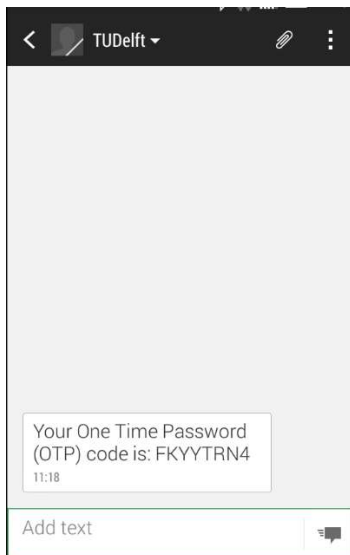 TUDelft
Your One Time Password
(OTP) code is: FKYYTRN4
11:18
Add text